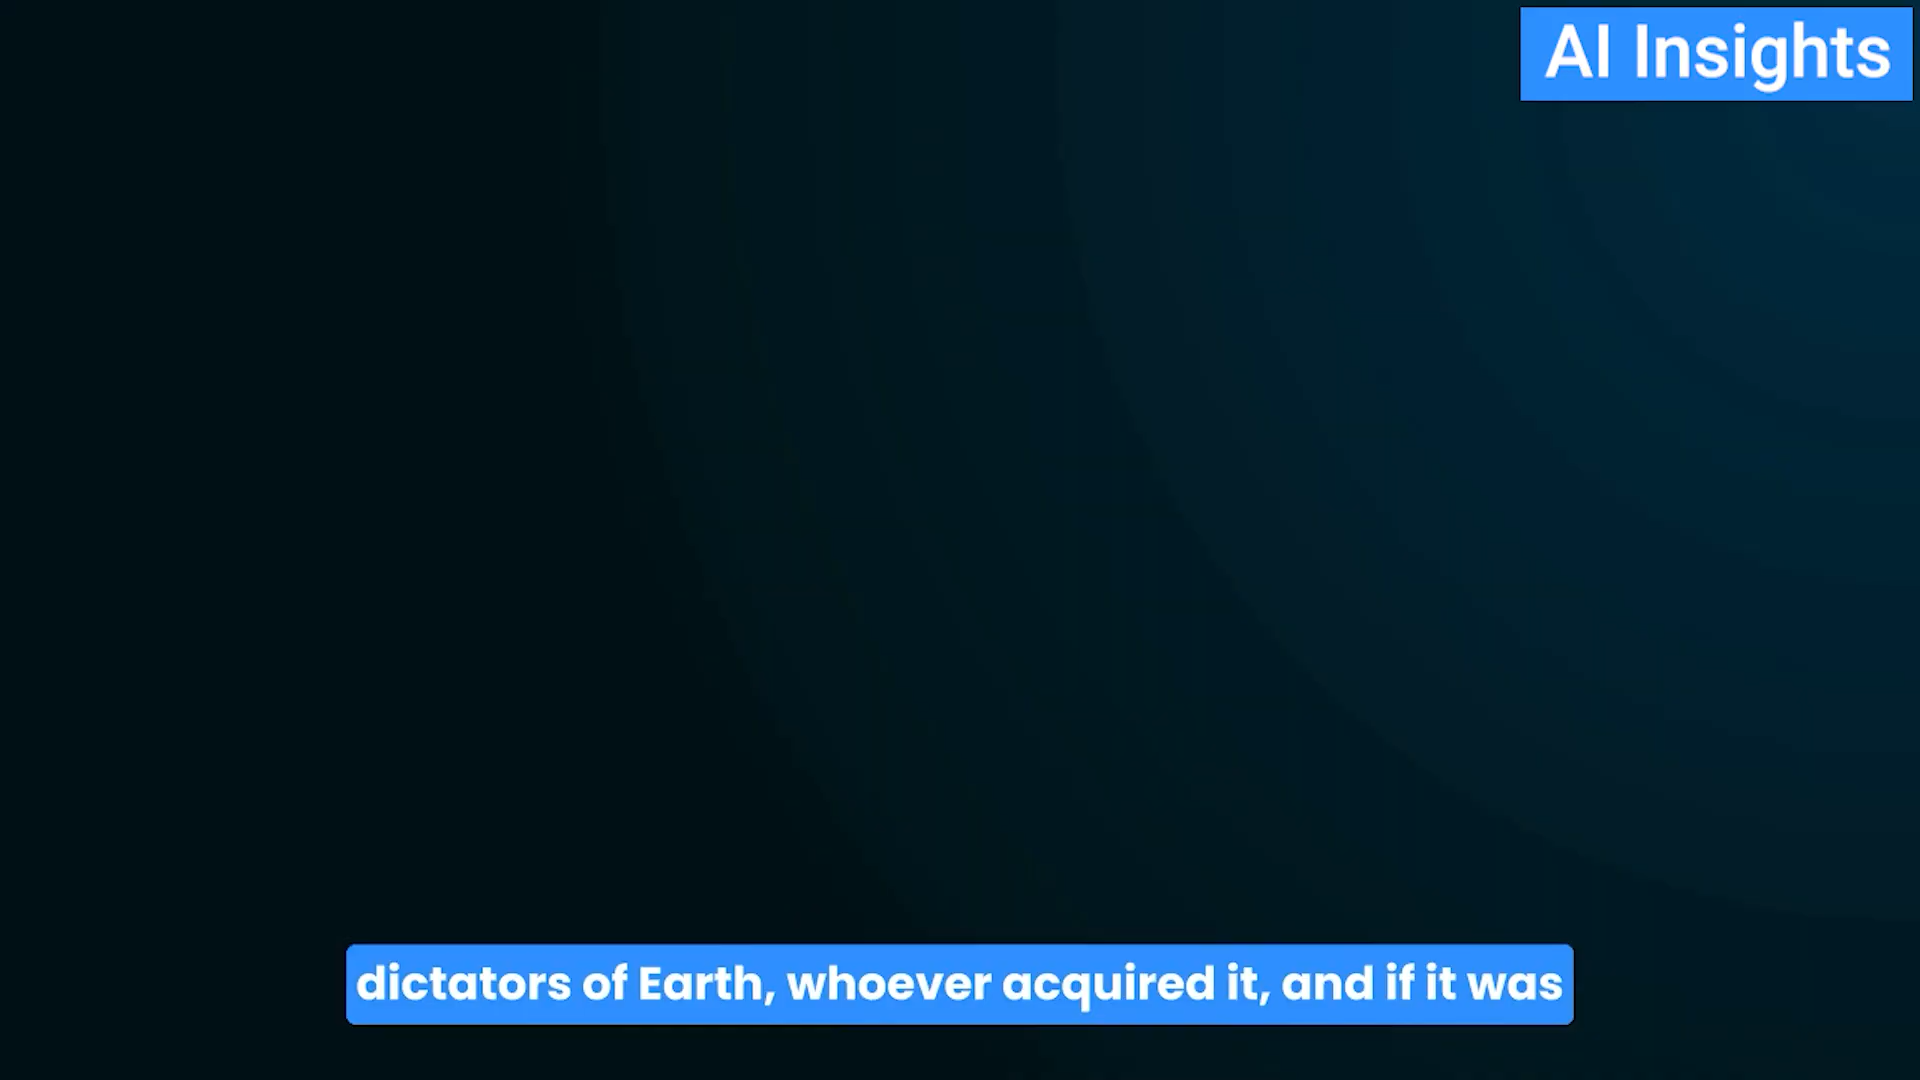 AI Insights
dictators of Earth, whoever acquired it, and if it was